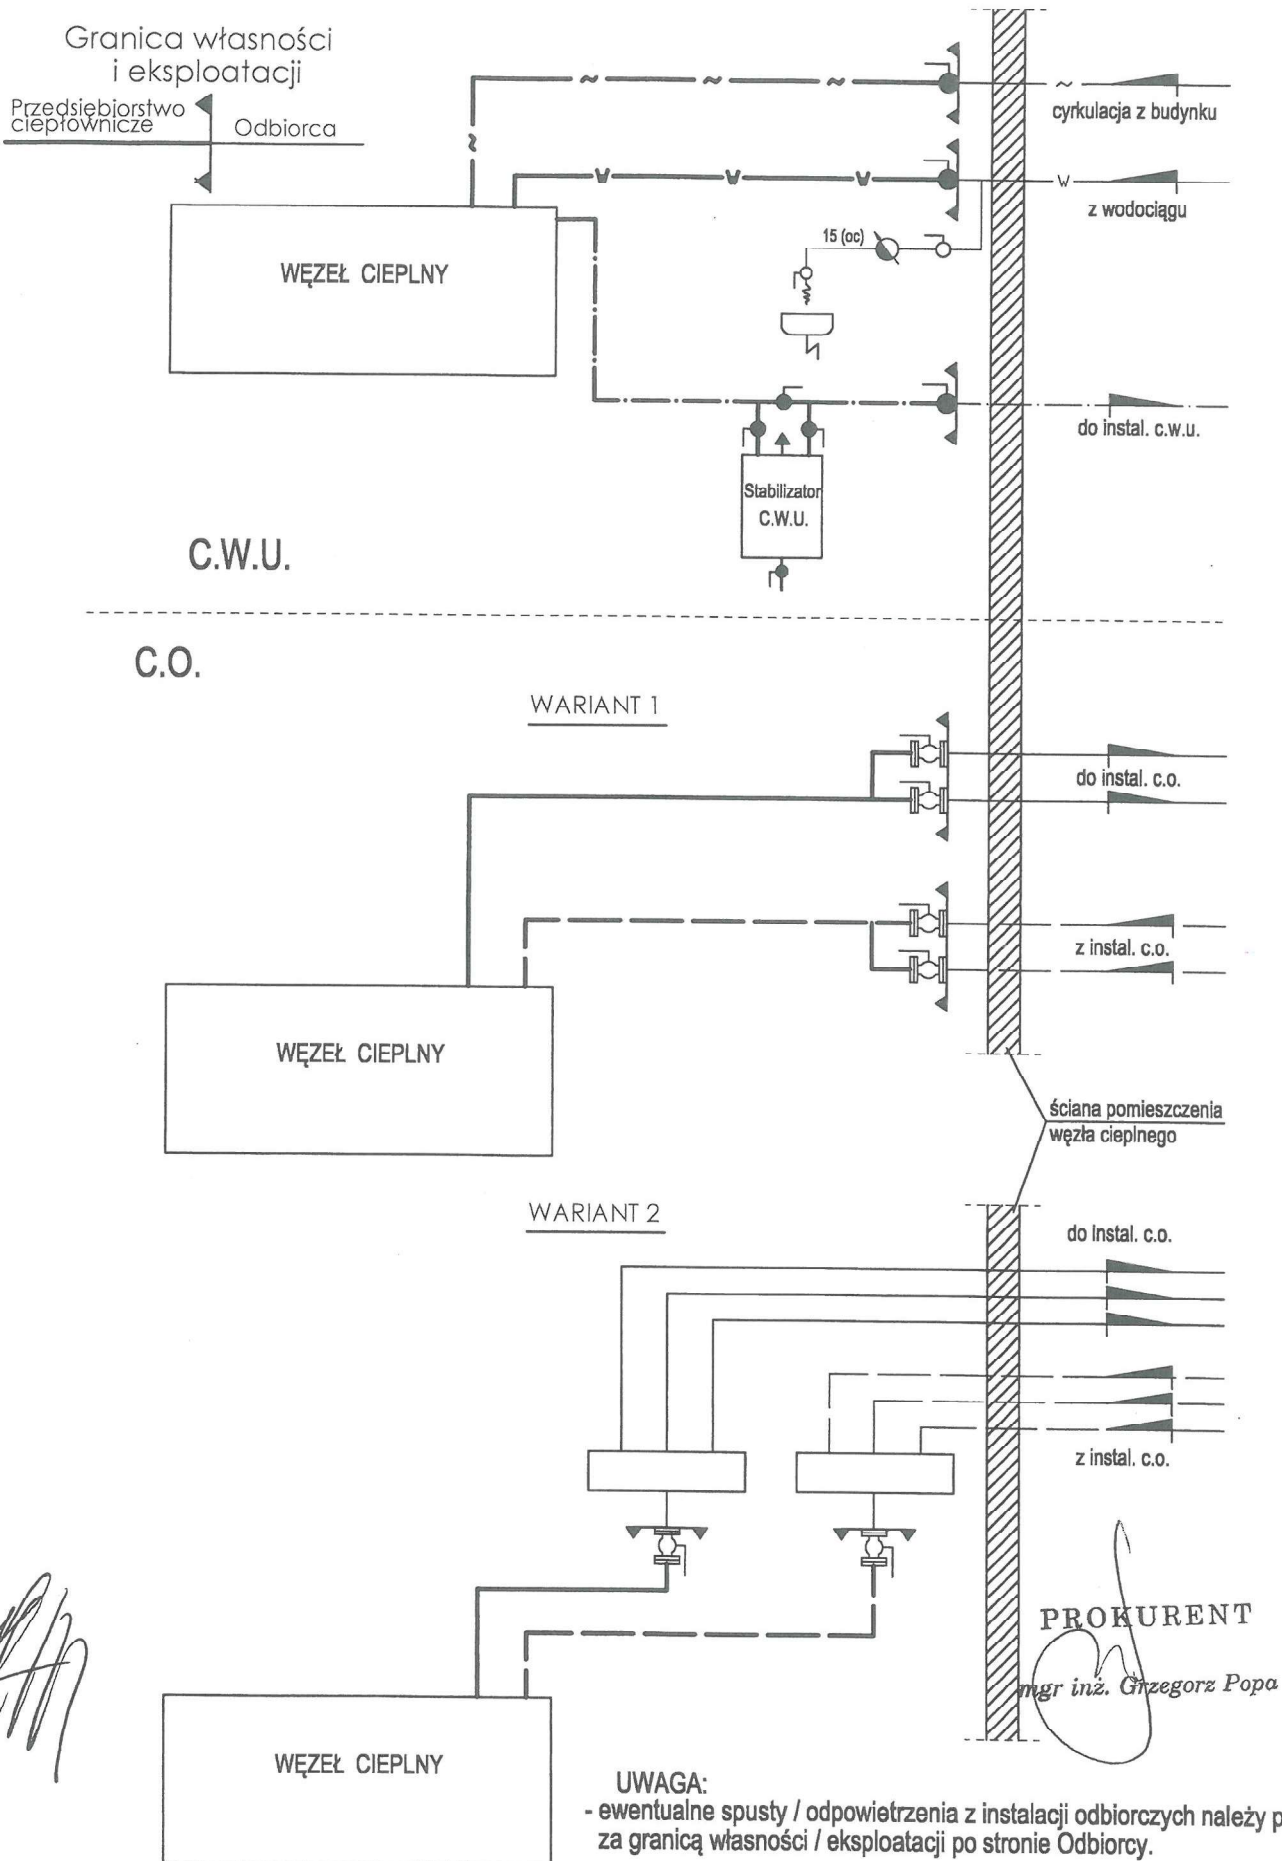 Granica własności
i eksploatacji
Przedsiębiorstwo
ciepłownicze
Odbiorca
~ ~ ~ ~
cyrkulacja z budynku
~
W W W W
z wodociągu
15 (oc)
WĘZEŁ CIEPLNY
do instal. c.w.u.
Stabilizator
C.W.U.
C.W.U.
C.O.
WARIANT 1
do instal. c.o.
z instal. c.o.
WĘZEŁ CIEPLNY
ściana pomieszczenia
węzła cieplnego
WARIANT 2
do instal. c.o.
z instal. c.o.
PROKURENT
mgr inż. Grzegorz Popa
WĘZEŁ CIEPLNY
UWAGA:
- ewentualne spusty / odpowietrzenia z instalacji odbiorczych należy p
za granicą własności / eksploatacji po stronie Odbiorcy.